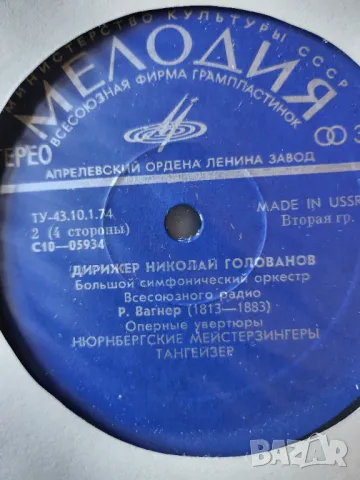 МИНИСТЕРСТВО КУЛЬТУРЫ СССР
МЕЛОДИЯ
ВСЕСОЮЗНАЯ ФИРМА ГРАМПЛАСТИНОК
СТЕРЕО
АПРЕЛЕВСКИЙ ОРДЕНА ЛЕНИНА ЗАВОД
ТУ-43.10.1.74
MADE IN USSR
2 (4 стороны)
Вторая гр.
С10—05934
ДИРИЖЕР НИКОЛАЙ ГОЛОВАНОВ
Большой симфонический оркестр
Всесоюзного радио
Р. Вагнер (1813—1883)
Оперные увертюры
НЮРНБЕРГСКИЕ МЕЙСТЕРЗИНГЕРЫ
ТАНГЕЙЗЕР
BAZAR